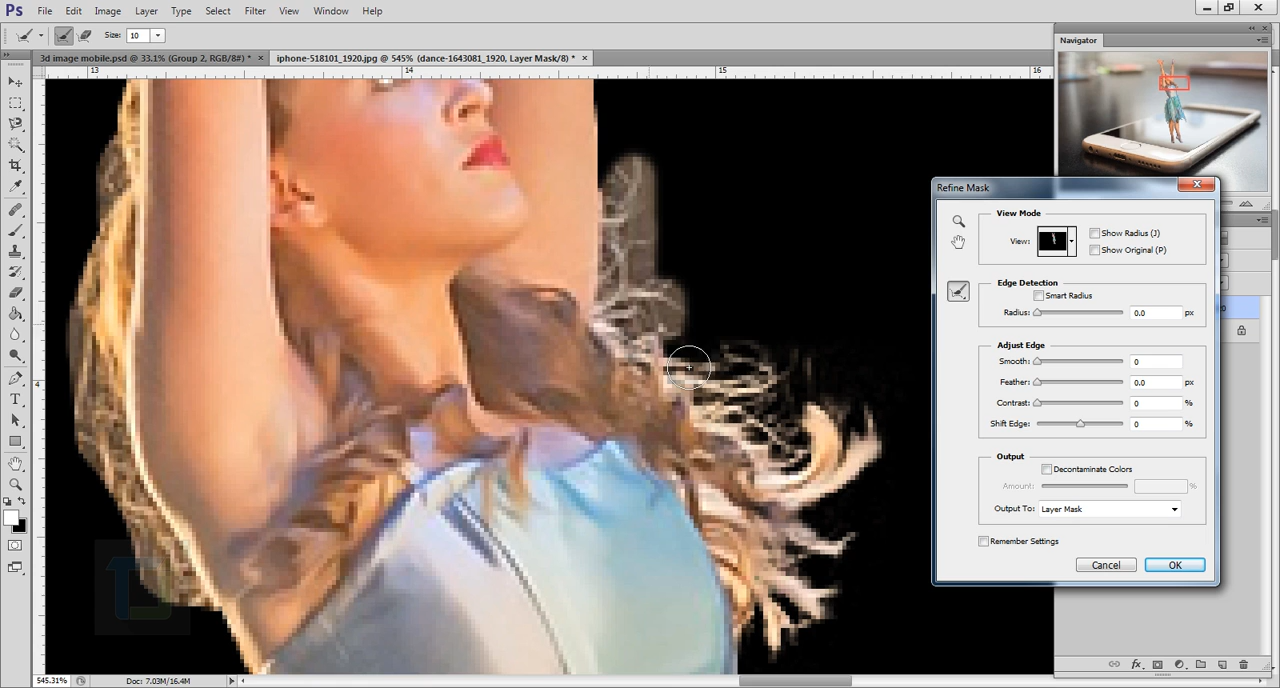 Ps File Edit Image Layer Type Select Filter View Window Help
Size: 10
3d image mobile.psd @ 33.1% (Group 2, RGB/8#) * × iphone-518101_1920.jpg @ 545% (dance-1643081_1920, Layer Mask/8) * ×
13 14 15 16
4
Navigator
Refine Mask
View Mode
View:
Show Radius (J)
Show Original (P)
Edge Detection
Smart Radius
Radius: 0.0 px
Adjust Edge
Smooth: 0
Feather: 0.0 px
Contrast: 0 %
Shift Edge: 0 %
Output
Decontaminate Colors
Amount: %
Output To: Layer Mask
Remember Settings
Cancel OK
T
fx
545.31% Doc: 7.03M/16.4M